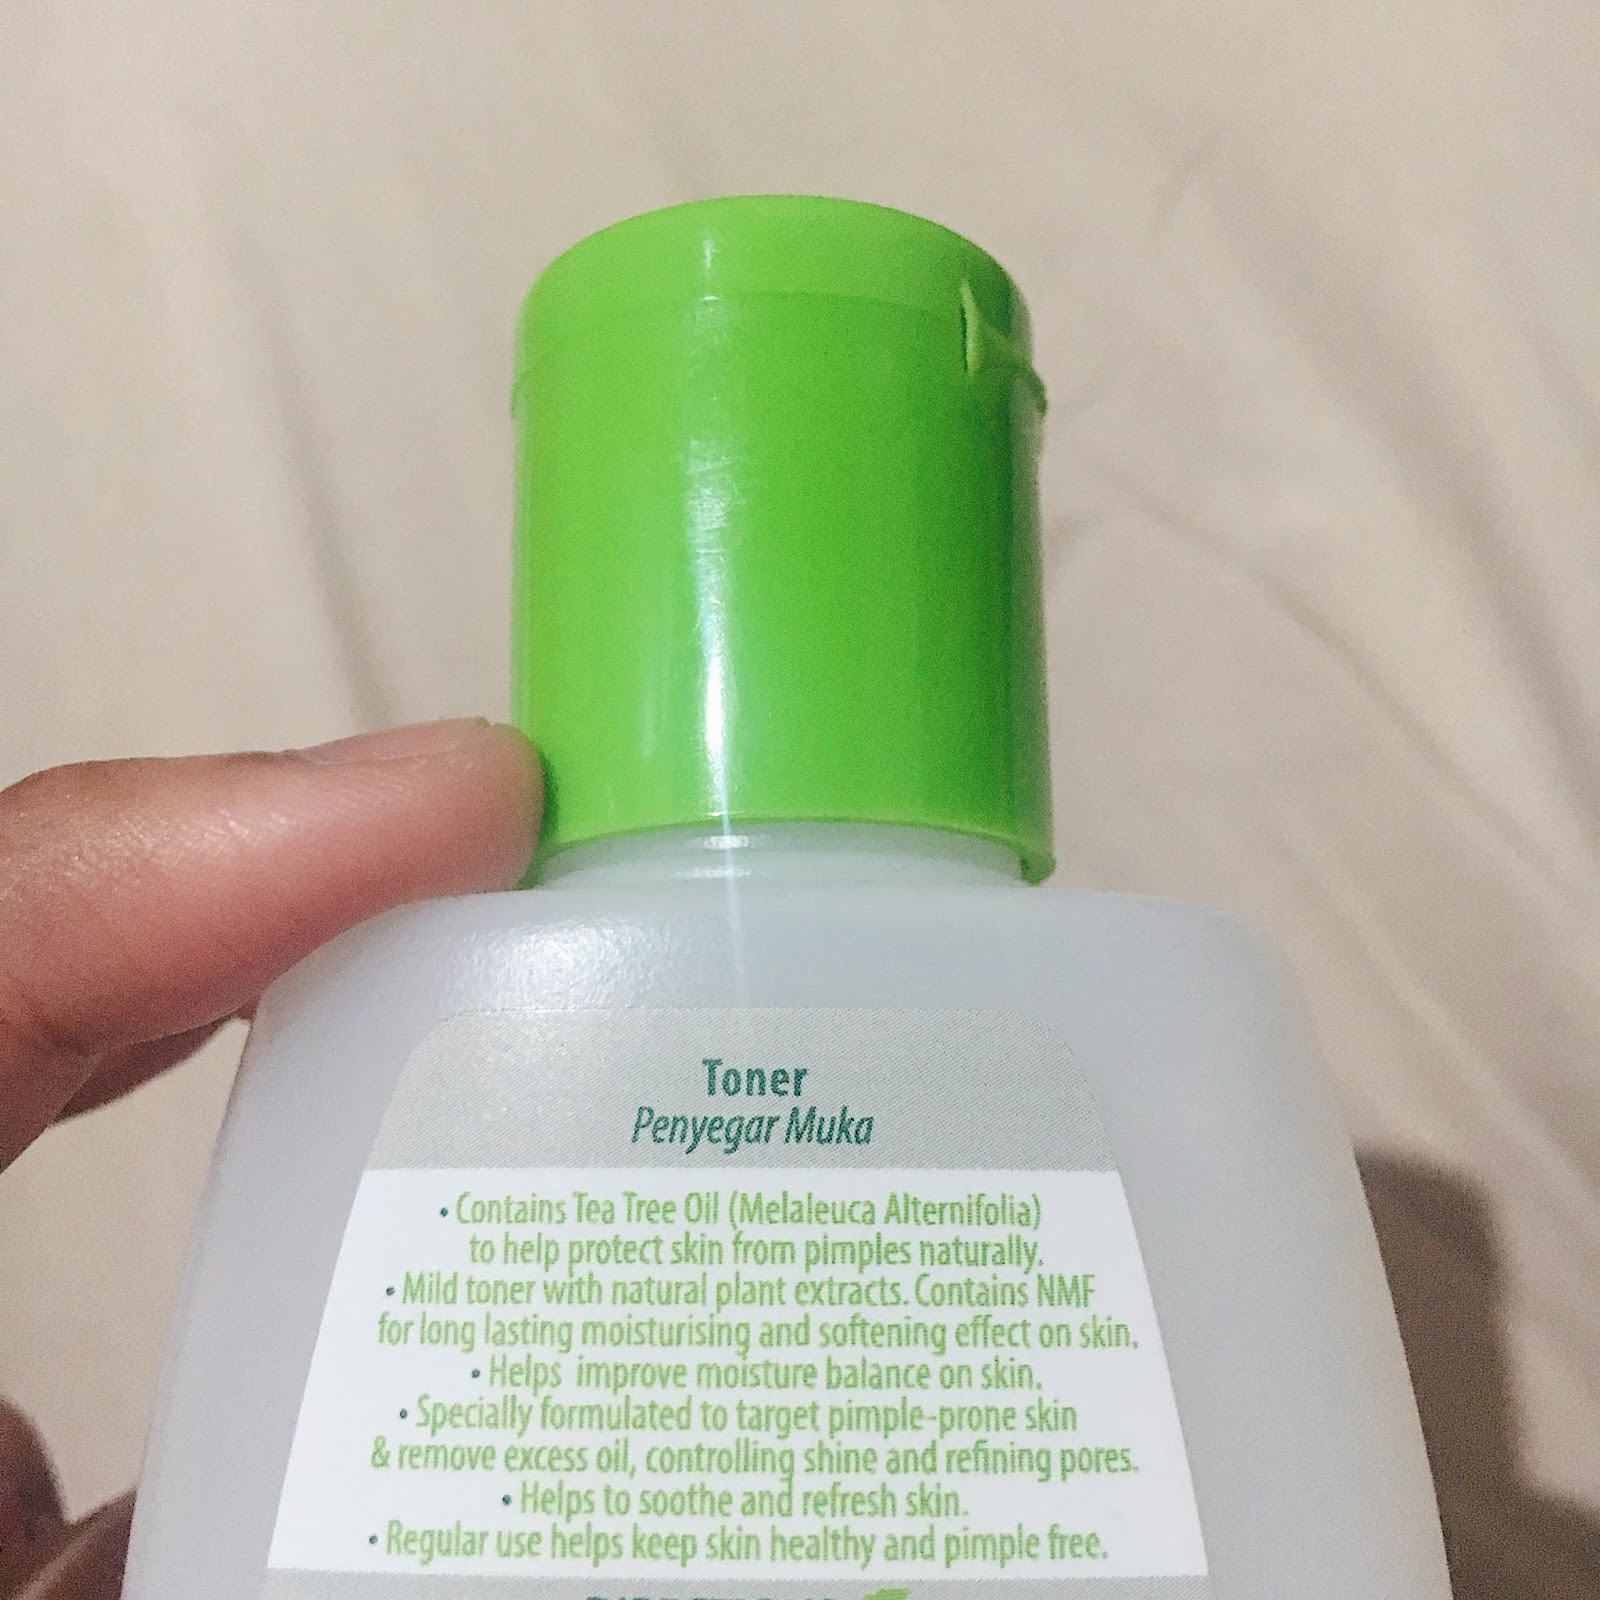 Toner
Penyegar Muka
• Contains Tea Tree Oil (Melaleuca Alternifolia)
to help protect skin from pimples naturally.
• Mild toner with natural plant extracts. Contains NMF
for long lasting moisturising and softening effect on skin.
• Helps improve moisture balance on skin.
• Specially formulated to target pimple-prone skin
& remove excess oil, controlling shine and refining pores.
• Helps to soothe and refresh skin.
• Regular use helps keep skin healthy and pimple free.